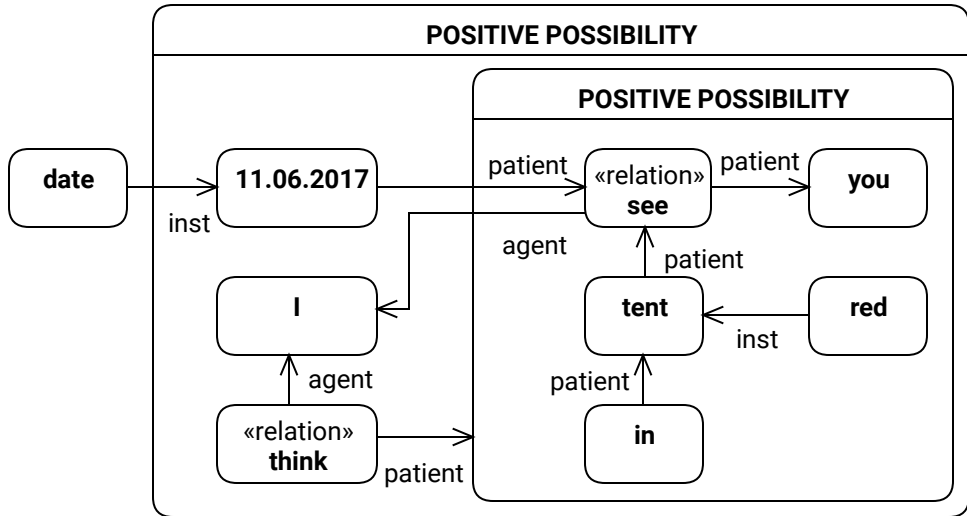 POSITIVE POSSIBILITY
POSITIVE POSSIBILITY
date
inst
11.06.2017
patient
«relation»
see
patient
you
agent
patient
I
tent
inst
red
agent
patient
«relation»
think
patient
in